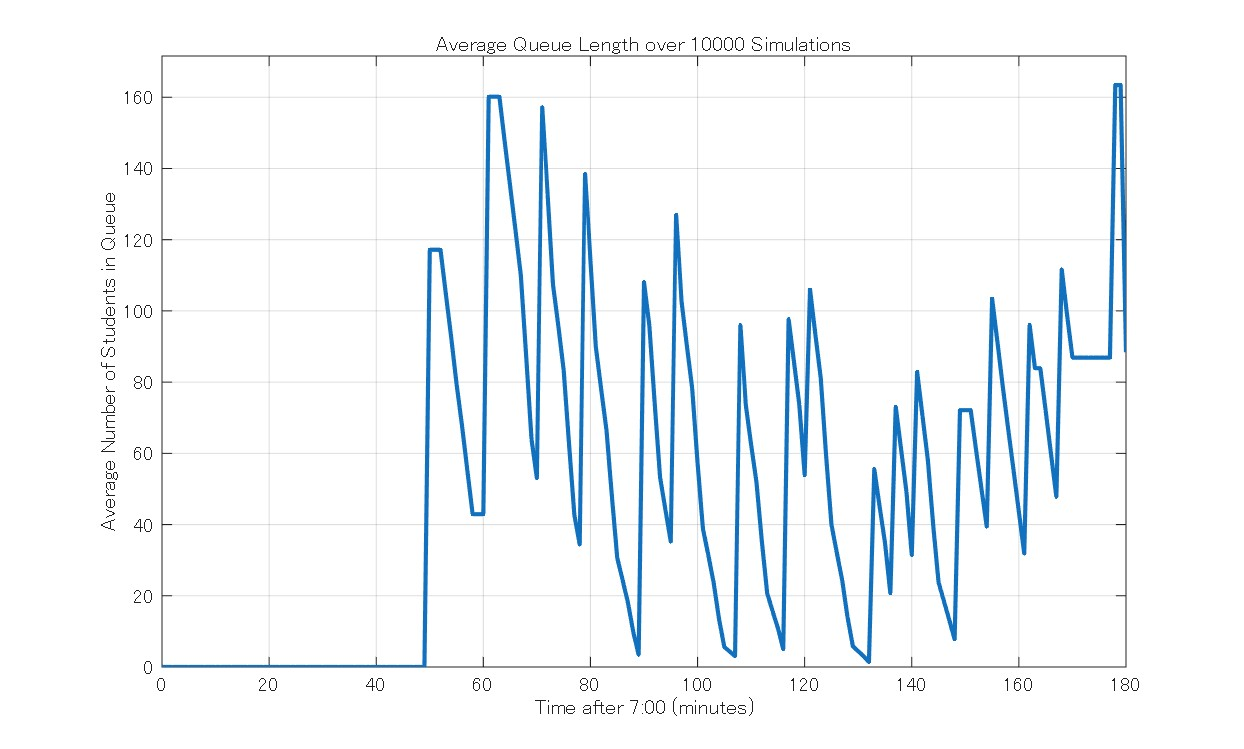 Average Queue Length over 10000 Simulations
160
140
120
100
80
60
40
20
0
Average Number of Students in Queue
0 20 40 60 80 100 120 140 160 180
Time after 7:00 (minutes)